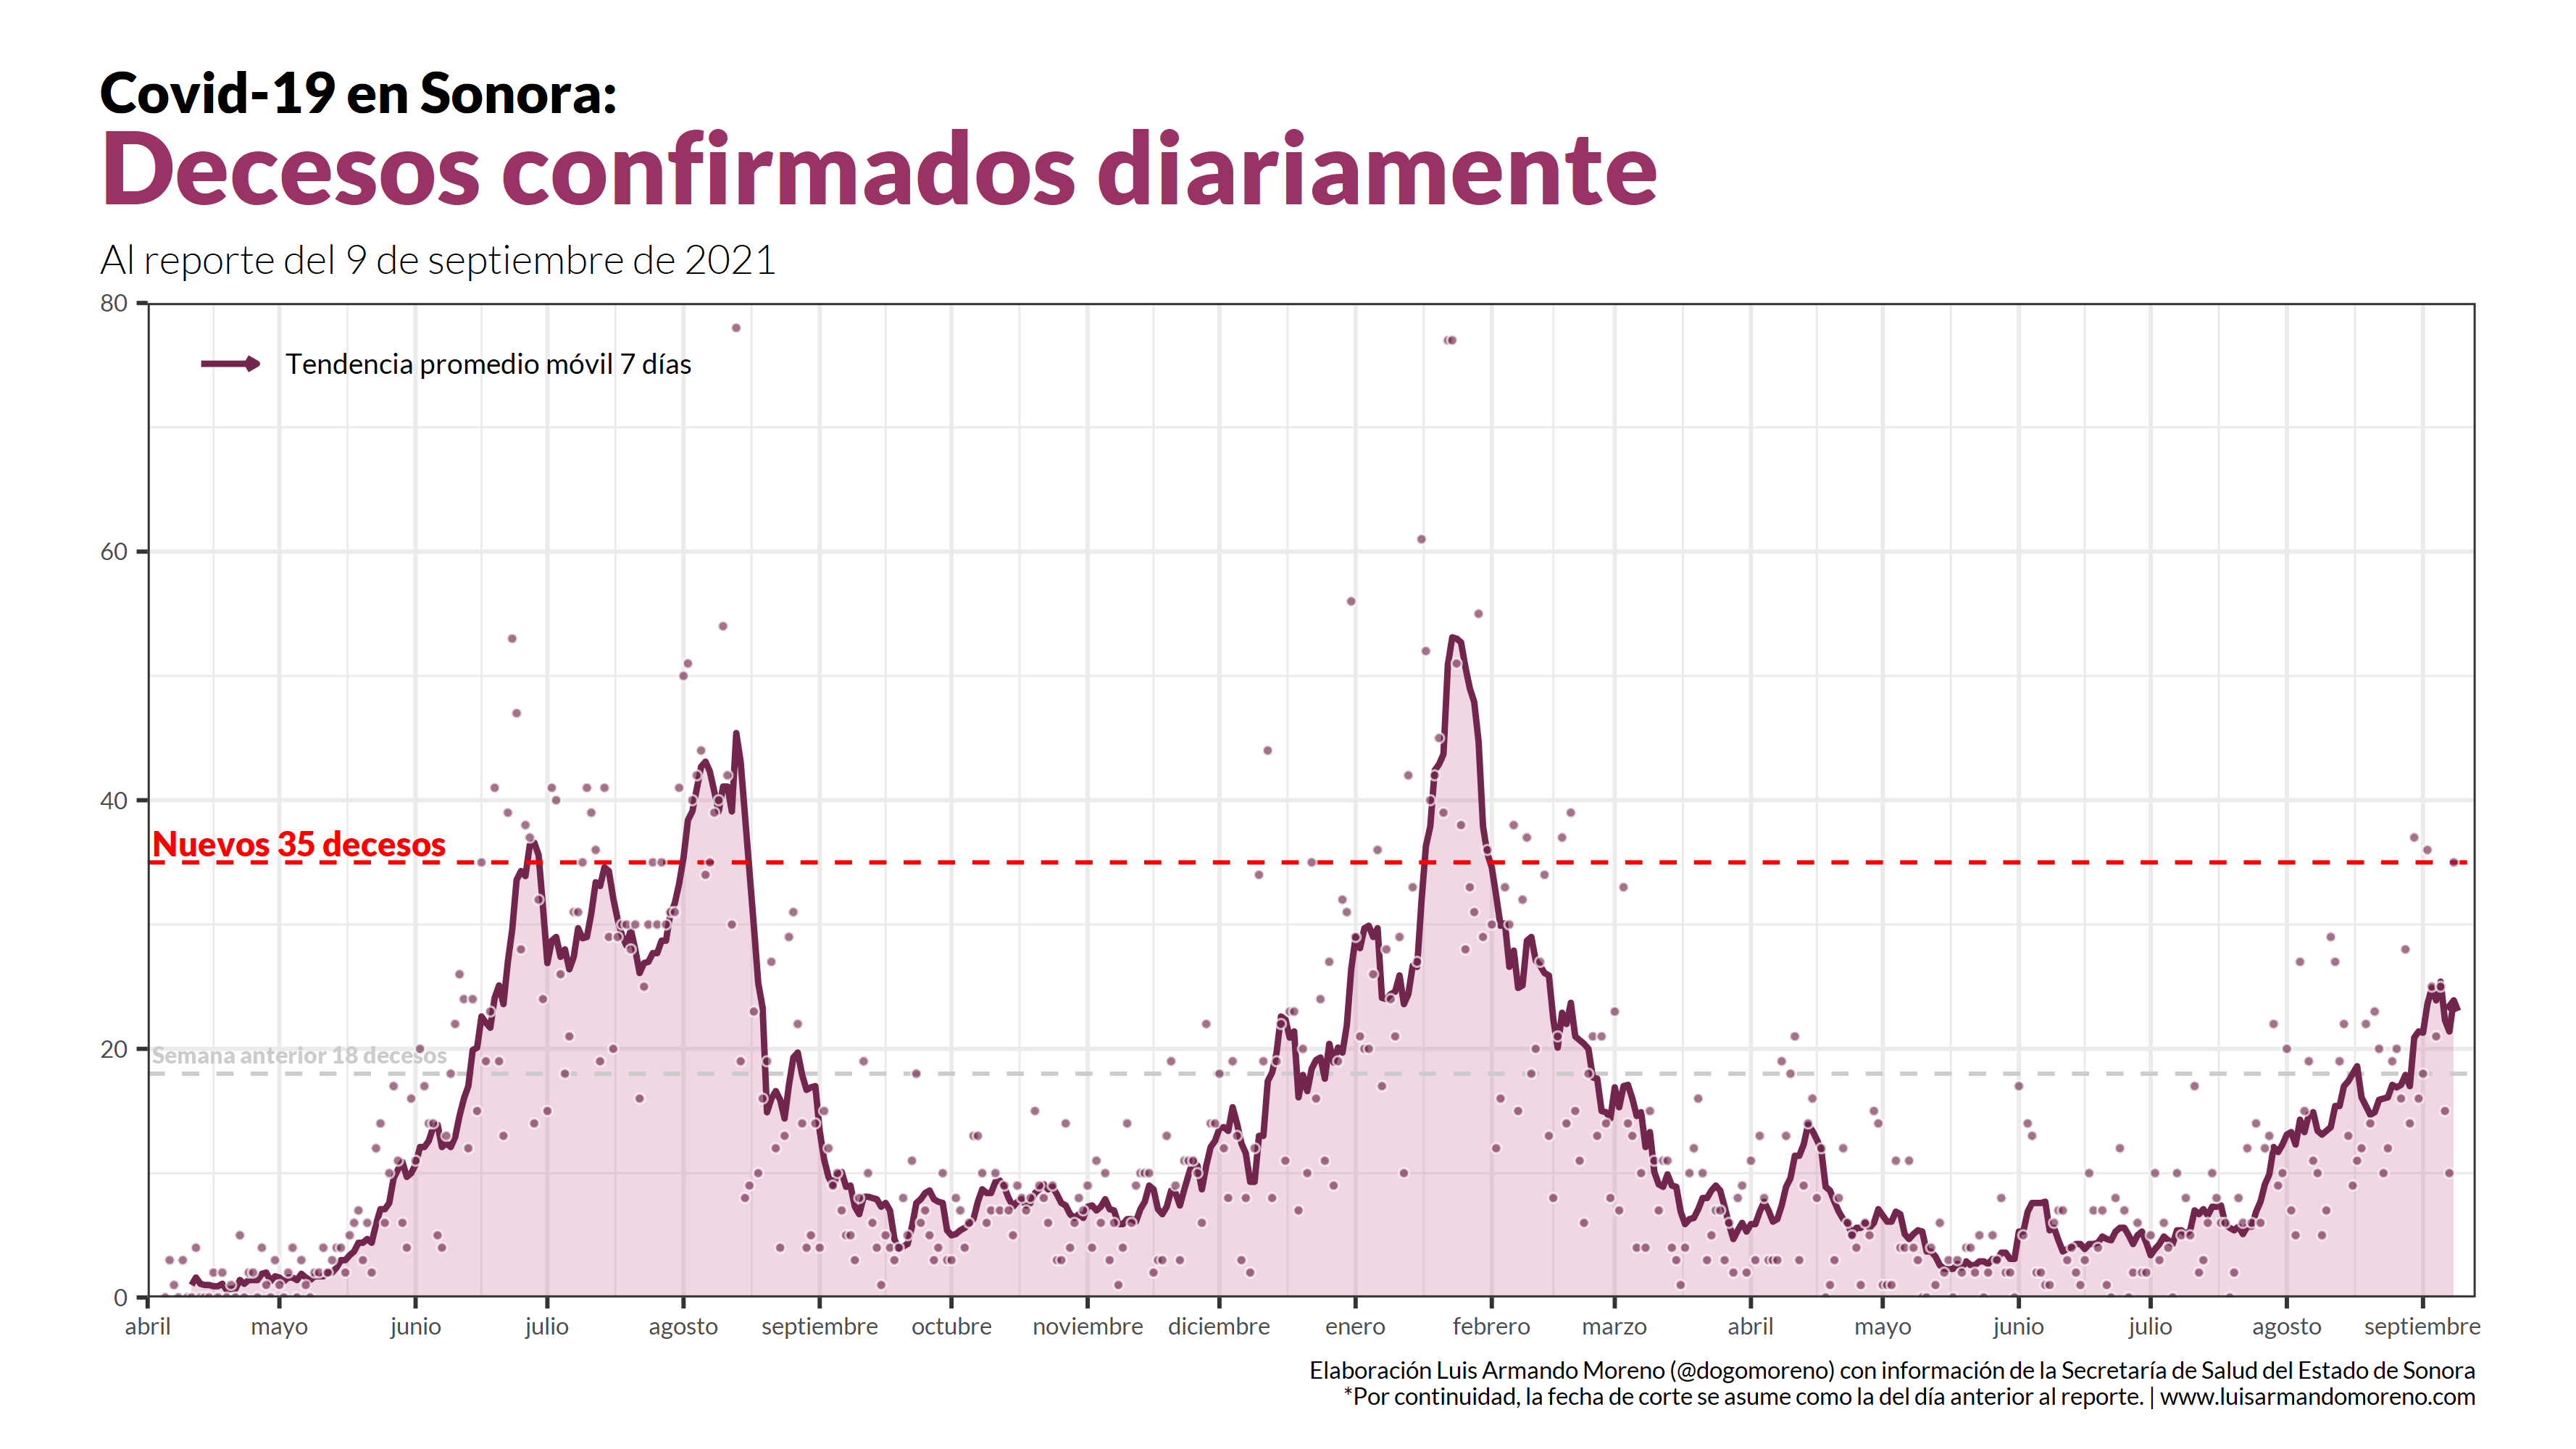 Covid-19 en Sonora:
Decesos confirmados diariamente
Al reporte del 9 de septiembre de 2021
80
Tendencia promedio móvil 7 días
60
40
Nuevos 35 decesos
20
Semana anterior 18 decesos
0
abril mayo junio julio agosto septiembre octubre noviembre diciembre enero febrero marzo abril mayo junio julio agosto septiembre
Elaboración Luis Armando Moreno (@dogomoreno) con información de la Secretaría de Salud del Estado de Sonora
*Por continuidad, la fecha de corte se asume como la del día anterior al reporte. | www.luisarmandomoreno.com